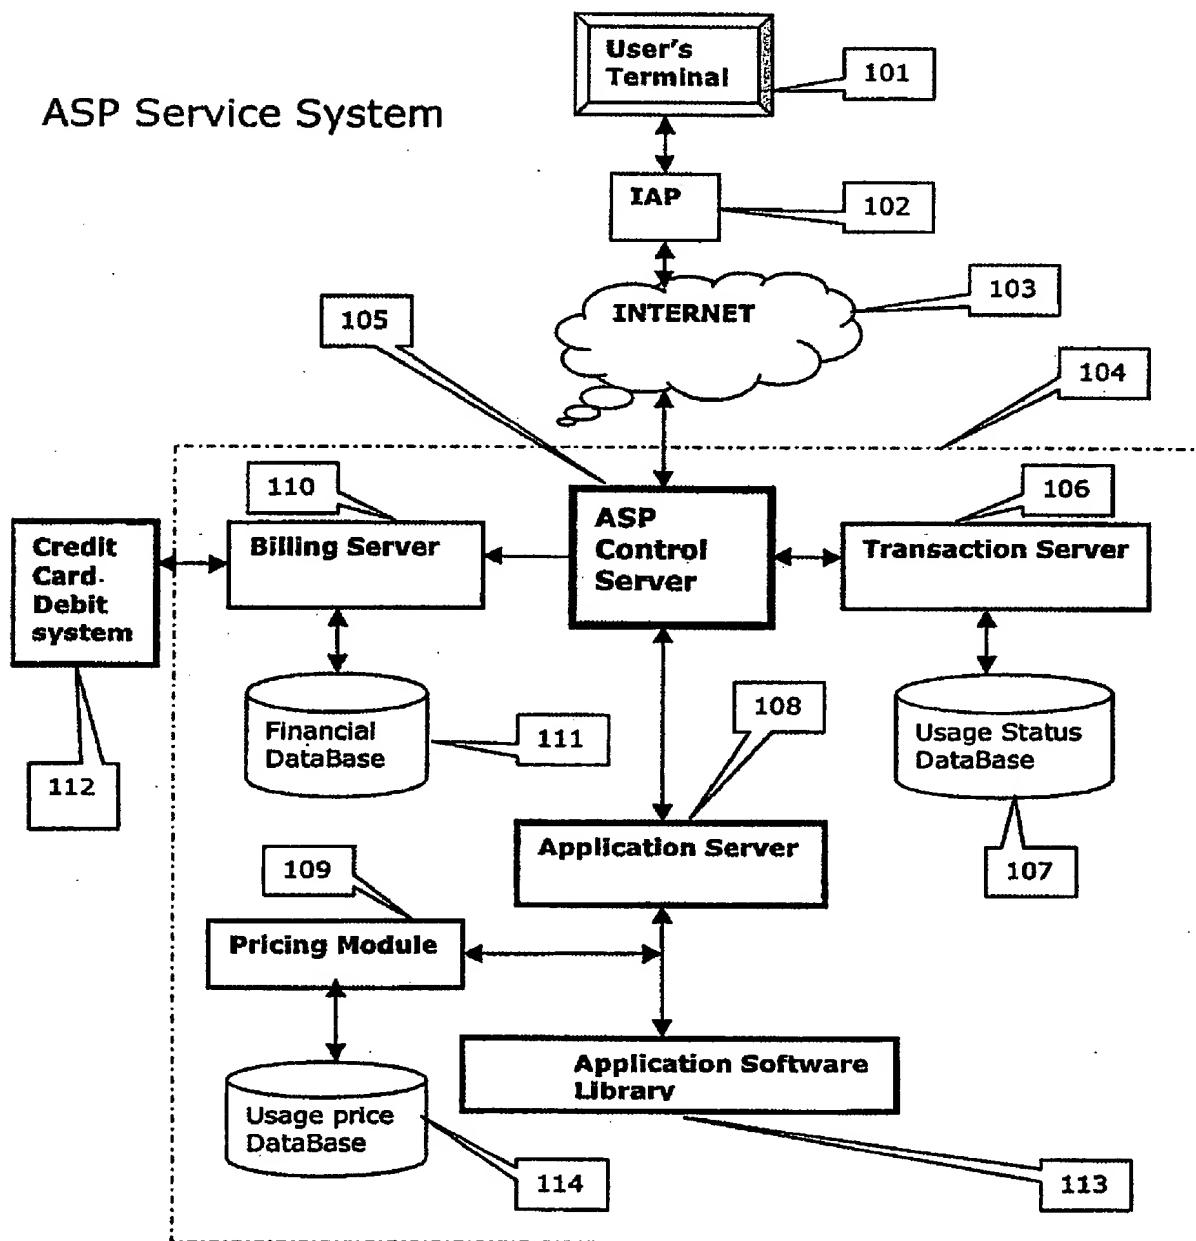 User's
Terminal
101
ASP Service System
IAP
102
103
INTERNET
105
104
110
106
Credit
Card-
Debit
system
Billing Server
ASP
Control
Server
Transaction Server
Financial
DataBase
111
108
Usage Status
DataBase
112
Application Server
109
107
Pricing Module
Application Software
Library
Usage price
DataBase
114
113